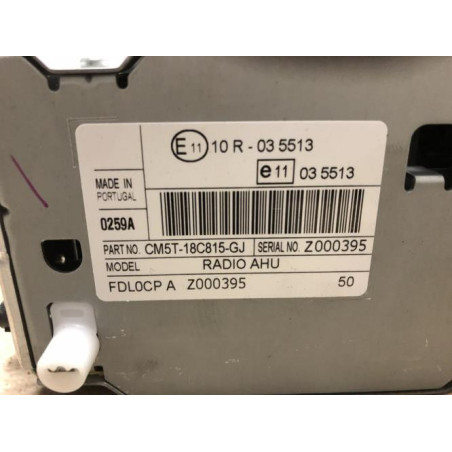 E11 10 R - 03 5513
e11 03 5513
MADE IN
PORTUGAL
0259A
PART NO. CM5T-18C815-GJ SERIAL NO. Z000395
MODEL RADIO AHU
FDL0CP A Z000395 50